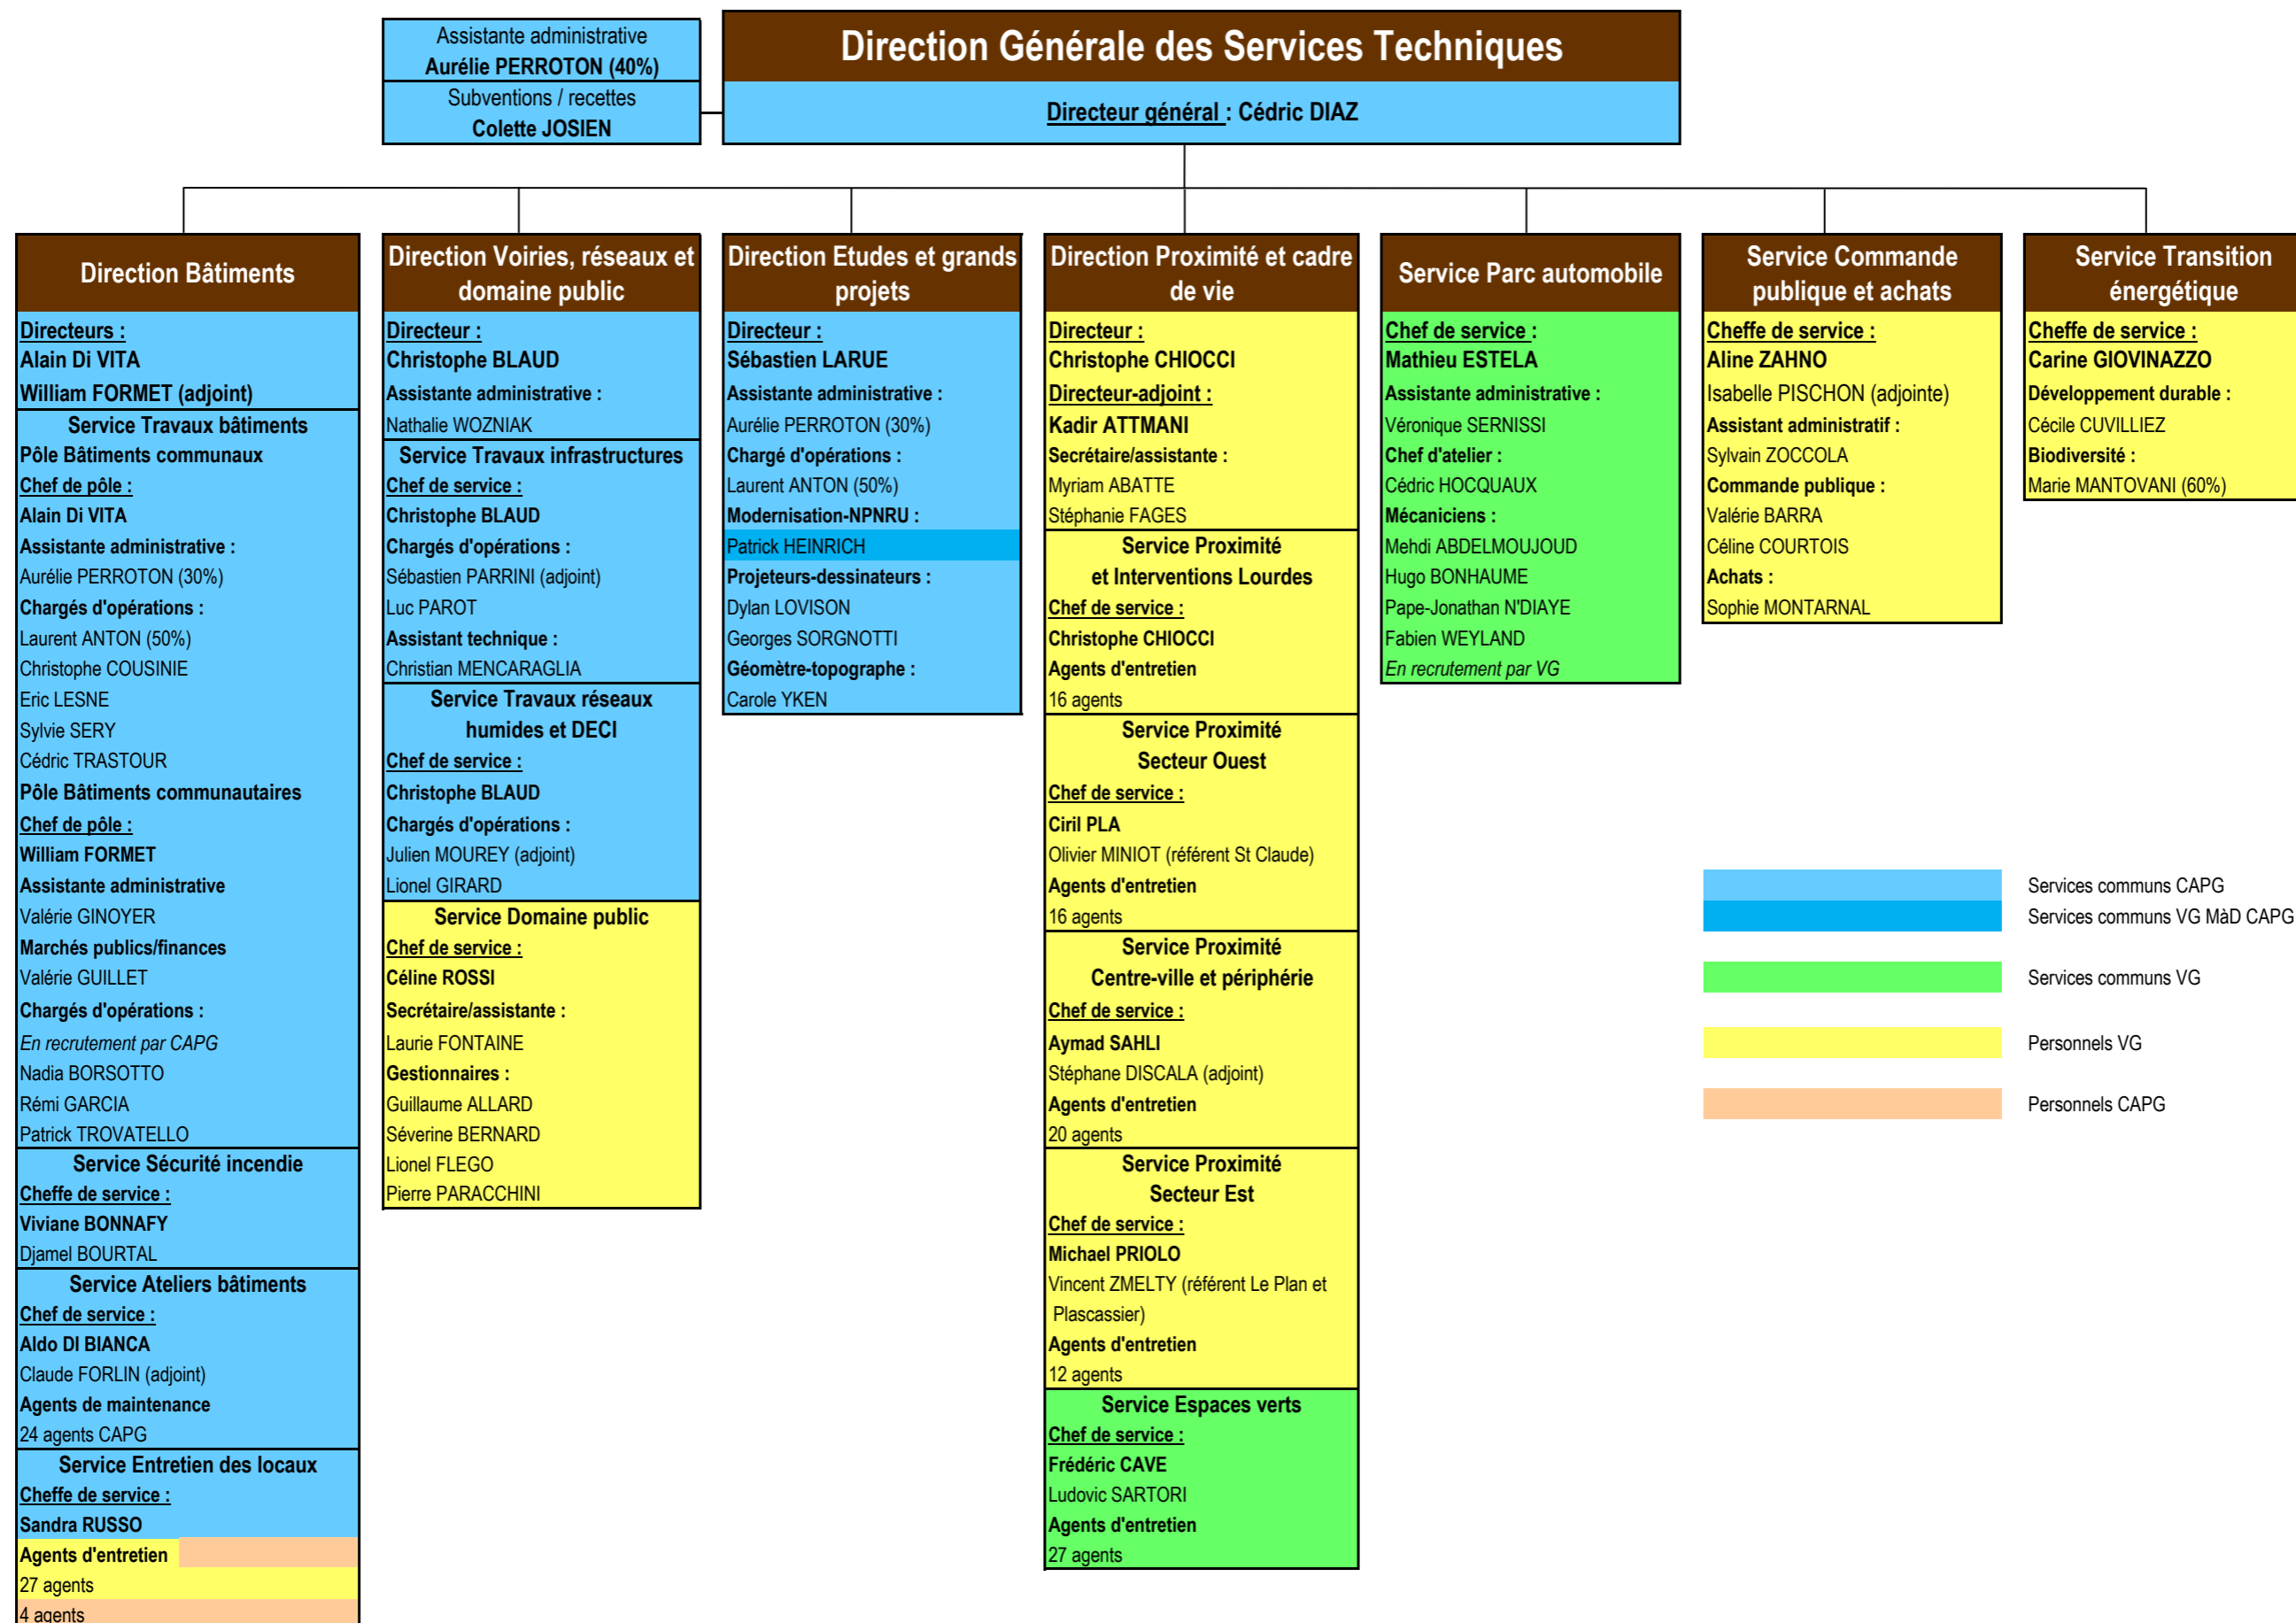 Assistante administrative
Aurélie PERROTON (40%)
Subventions / recettes
Colette JOSIEN
Direction Générale des Services Techniques
Directeur général : Cédric DIAZ
Direction Bâtiments
Directeurs :
Alain Di VITA
William FORMET (adjoint)
Service Travaux bâtiments
Pôle Bâtiments communaux
Chef de pôle :
Alain Di VITA
Assistante administrative :
Aurélie PERROTON (30%)
Chargés d'opérations :
Laurent ANTON (50%)
Christophe COUSINIE
Eric LESNE
Sylvie SERY
Cédric TRASTOUR
Pôle Bâtiments communautaires
Chef de pôle :
William FORMET
Assistante administrative
Valérie GINOYER
Marchés publics/finances
Valérie GUILLET
Chargés d'opérations :
En recrutement par CAPG
Nadia BORSOTTO
Rémi GARCIA
Patrick TROVATELLO
Service Sécurité incendie
Cheffe de service :
Viviane BONNAFY
Djamel BOURTAL
Service Ateliers bâtiments
Chef de service :
Aldo DI BIANCA
Claude FORLIN (adjoint)
Agents de maintenance
24 agents CAPG
Service Entretien des locaux
Cheffe de service :
Sandra RUSSO
Agents d'entretien
27 agents
4 agents
Direction Voiries, réseaux et
domaine public
Directeur :
Christophe BLAUD
Assistante administrative :
Nathalie WOZNIAK
Service Travaux infrastructures
Chef de service :
Christophe BLAUD
Chargés d'opérations :
Sébastien PARRINI (adjoint)
Luc PAROT
Assistant technique :
Christian MENCARAGLIA
Service Travaux réseaux
humides et DECI
Chef de service :
Christophe BLAUD
Chargés d'opérations :
Julien MOUREY (adjoint)
Lionel GIRARD
Service Domaine public
Chef de service :
Céline ROSSI
Secrétaire/assistante :
Laurie FONTAINE
Gestionnaires :
Guillaume ALLARD
Séverine BERNARD
Lionel FLEGO
Pierre PARACCHINI
Direction Etudes et grands
projets
Directeur :
Sébastien LARUE
Assistante administrative :
Aurélie PERROTON (30%)
Chargé d'opérations :
Laurent ANTON (50%)
Modernisation-NPNRU :
Patrick HEINRICH
Projeteurs-dessinateurs :
Dylan LOVISON
Georges SORGNOTTI
Géomètre-topographe :
Carole YKEN
Direction Proximité et cadre
de vie
Directeur :
Christophe CHIOCCI
Directeur-adjoint :
Kadir ATTMANI
Secrétaire/assistante :
Myriam ABATTE
Stéphanie FAGES
Service Proximité
et Interventions Lourdes
Chef de service :
Christophe CHIOCCI
Agents d'entretien
16 agents
Service Proximité
Secteur Ouest
Chef de service :
Ciril PLA
Olivier MINIOT (référent St Claude)
Agents d'entretien
16 agents
Service Proximité
Centre-ville et périphérie
Chef de service :
Aymad SAHLI
Stéphane DISCALA (adjoint)
Agents d'entretien
20 agents
Service Proximité
Secteur Est
Chef de service :
Michael PRIOLO
Vincent ZMELTY (référent Le Plan et
Plascassier)
Agents d'entretien
12 agents
Service Espaces verts
Chef de service :
Frédéric CAVE
Ludovic SARTORI
Agents d'entretien
27 agents
Service Parc automobile
Chef de service :
Mathieu ESTELA
Assistante administrative :
Véronique SERNISSI
Chef d'atelier :
Cédric HOCQUAUX
Mécaniciens :
Mehdi ABDELMOUJOUD
Hugo BONHAUME
Pape-Jonathan N'DIAYE
Fabien WEYLAND
En recrutement par VG
Service Commande
publique et achats
Cheffe de service :
Aline ZAHNO
Isabelle PISCHON (adjointe)
Assistant administratif :
Sylvain ZOCCOLA
Commande publique :
Valérie BARRA
Céline COURTOIS
Achats :
Sophie MONTARNAL
Service Transition
énergétique
Cheffe de service :
Carine GIOVINAZZO
Développement durable :
Cécile CUVILLIEZ
Biodiversité :
Marie MANTOVANI (60%)
Services communs CAPG
Services communs VG MàD CAPG
Services communs VG
Personnels VG
Personnels CAPG